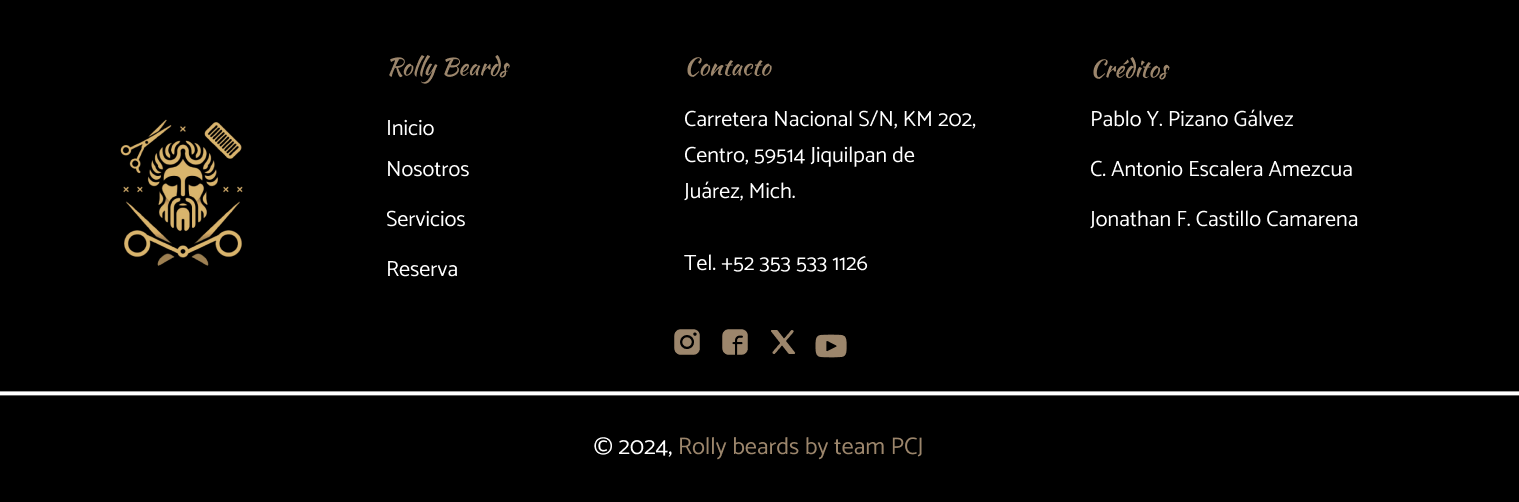 Rolly Beards
Inicio
Nosotros
Servicios
Reserva
Contacto
Carretera Nacional S/N, KM 202,
Centro, 59514 Jiquilpan de
Juárez, Mich.
Tel. +52 353 533 1126
Créditos
Pablo Y. Pizano Gálvez
C. Antonio Escalera Amezcua
Jonathan F. Castillo Camarena
© 2024, Rolly beards by team PCJ